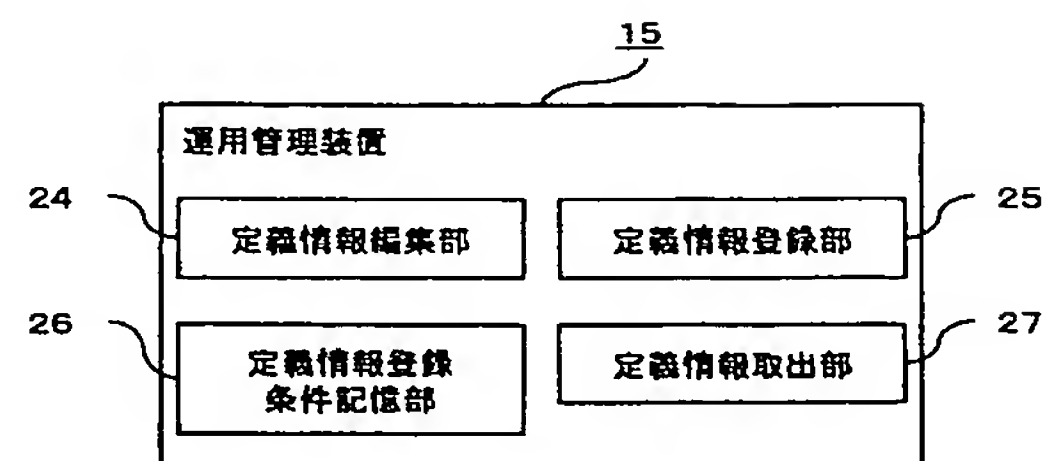 15
運用管理装置
24
定義情報編集部
定義情報登録部
25
26
定義情報登録
条件記憶部
定義情報取出部
27